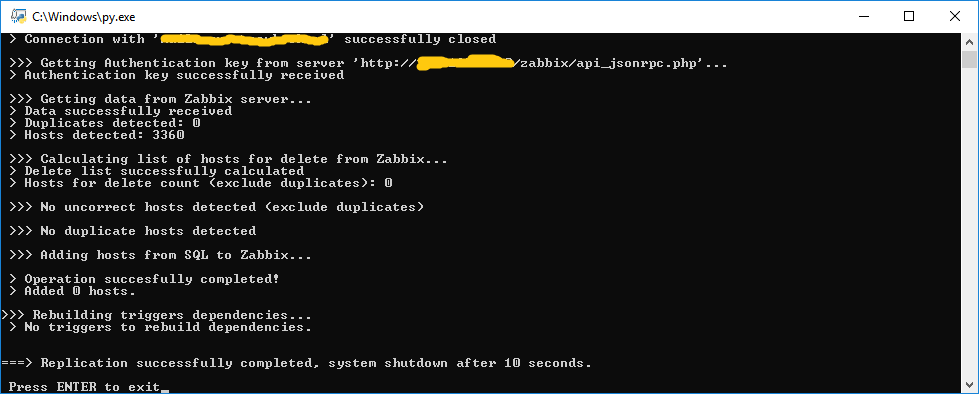 C:\Windows\py.exe
> Connection with '' successfully closed
>>> Getting Authentication key from server 'http:///zabbix/api_jsonrpc.php'...
> Authentication key successfully received
>>> Getting data from Zabbix server...
> Data successfully received
> Duplicates detected: 0
> Hosts detected: 3360
>>> Calculating list of hosts for delete from Zabbix...
> Delete list successfully calculated
> Hosts for delete count (exclude duplicates): 0
>>> No uncorrect hosts detected (exclude duplicates)
>>> No duplicate hosts detected
>>> Adding hosts from SQL to Zabbix...
> Operation succesfully completed!
> Added 0 hosts.
>>> Rebuilding triggers dependencies...
> No triggers to rebuild dependencies.
===> Replication successfully completed, system shutdown after 10 seconds.
Press ENTER to exit_